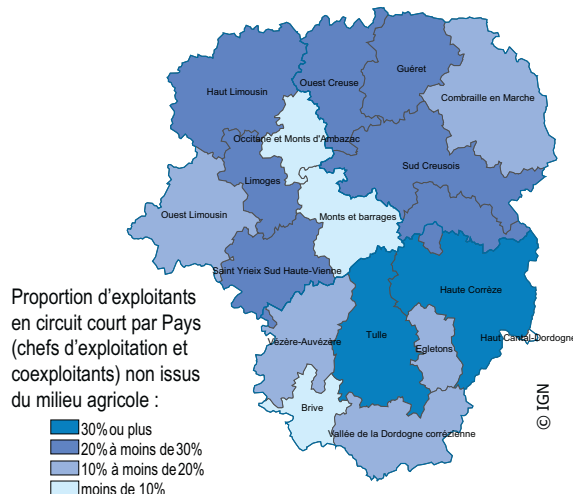 Ouest Creuse
Guéret
Haut Limousin
Combraille en Marche
Occitane et Monts d'Ambazac
Sud Creusois
Limoges
Ouest Limousin
Monts et barrages
Saint Yrieix Sud Haute-Vienne
Haute Corrèze
Proportion d'exploitants
en circuit court par Pays
(chefs d'exploitation et
coexploitants) non issus
du milieu agricole :
Tulle
Haut Cantal-Dordogne
Vézère-Auvézère
Egletons
Brive
Vallée de la Dordogne corrézienne
30% ou plus
20% à moins de 30%
10% à moins de 20%
moins de 10%
© IGN